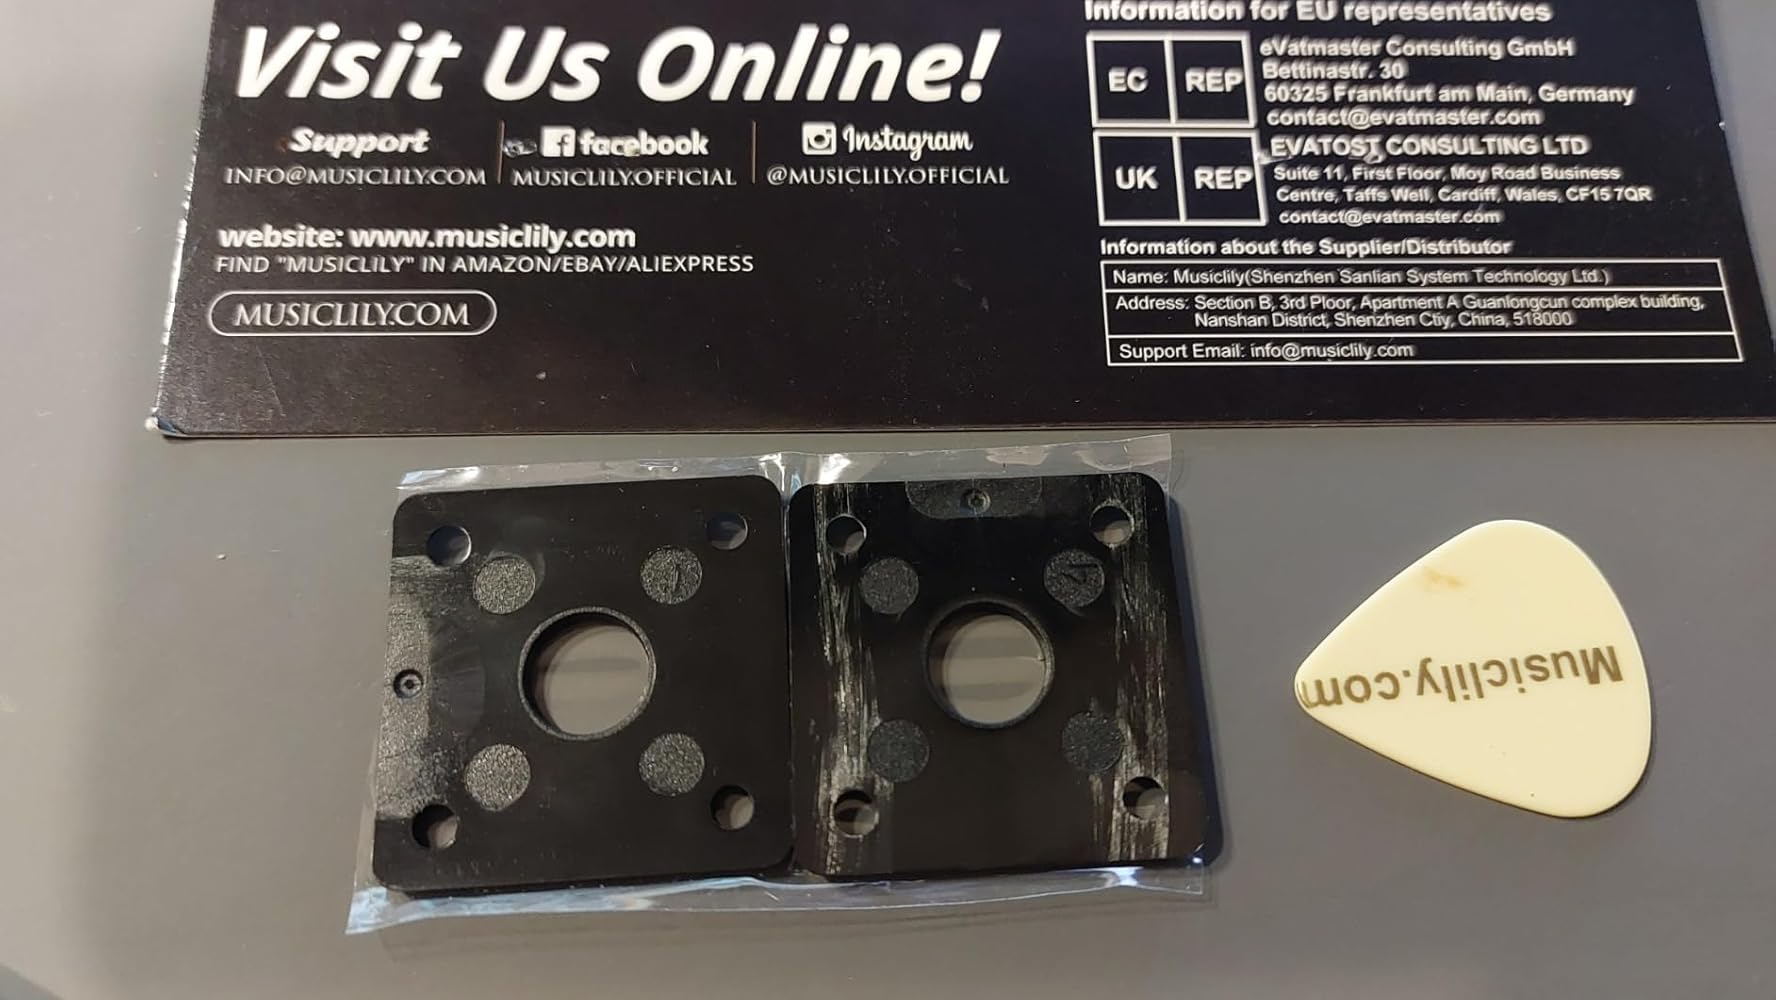 Visit Us Online!
Support
facebook
Instagram
INFO@MUSICLILY.COM
MUSICLILY.OFFICIAL
@MUSICLILY.OFFICIAL
website: www.musiclily.com
FIND "MUSICLILY" IN AMAZON/EBAY/ALIEXPRESS
MUSICLILY.COM
Information for EU representatives
EC REP
eVatmaster Consulting GmbH
Bettinastr. 30
60325 Frankfurt am Main, Germany
contact@evatmaster.com
UK REP
EVATOST CONSULTING LTD
Suite 11, First Floor, Moy Road Business
Centre, Taffs Well, Cardiff, Wales, CF15 7QR
contact@evatmaster.com
Information about the Supplier/Distributor
Name: Musiclily(Shenzhen Sanlian System Technology Ltd.)
Address: Section B, 3rd Ploor, Apartment A Guanlongcun complex building,
Nanshan District, Shenzhen Ctiy, China, 518000
Support Email: info@musiclily.com
Musiclily.com